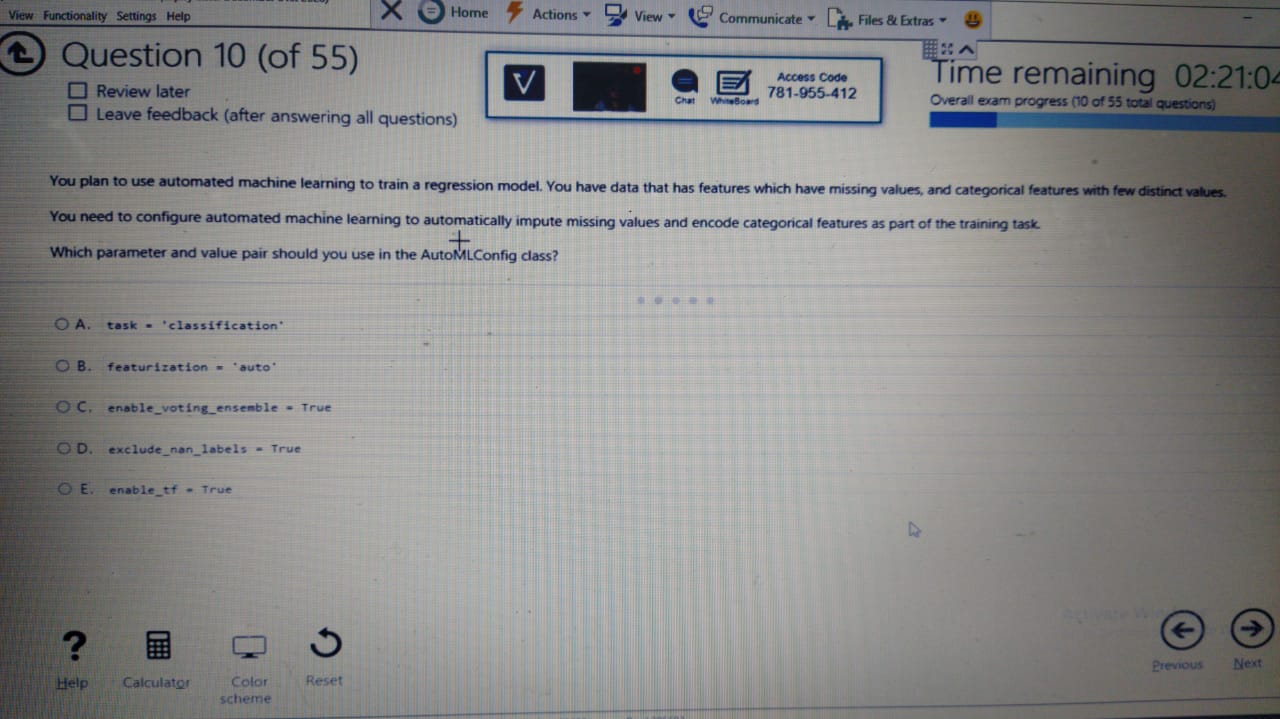 View Functionality Settings Help
Home Actions View Communicate Files & Extras
Question 10 (of 55)
Review later
Leave feedback (after answering all questions)
V
Chat
WhiteBoard
Access Code
781-955-412
Time remaining 02:21:04
Overall exam progress (10 of 55 total questions)
You plan to use automated machine learning to train a regression model. You have data that has features which have missing values, and categorical features with few distinct values.
You need to configure automated machine learning to automatically impute missing values and encode categorical features as part of the training task.
Which parameter and value pair should you use in the AutoMLConfig class?
A. task = 'classification'
B. featurization = 'auto'
C. enable_voting_ensemble = True
D. exclude_nan_labels = True
E. enable_tf = True
Activate
Help
Calculator
Color
scheme
Reset
Previous
Next